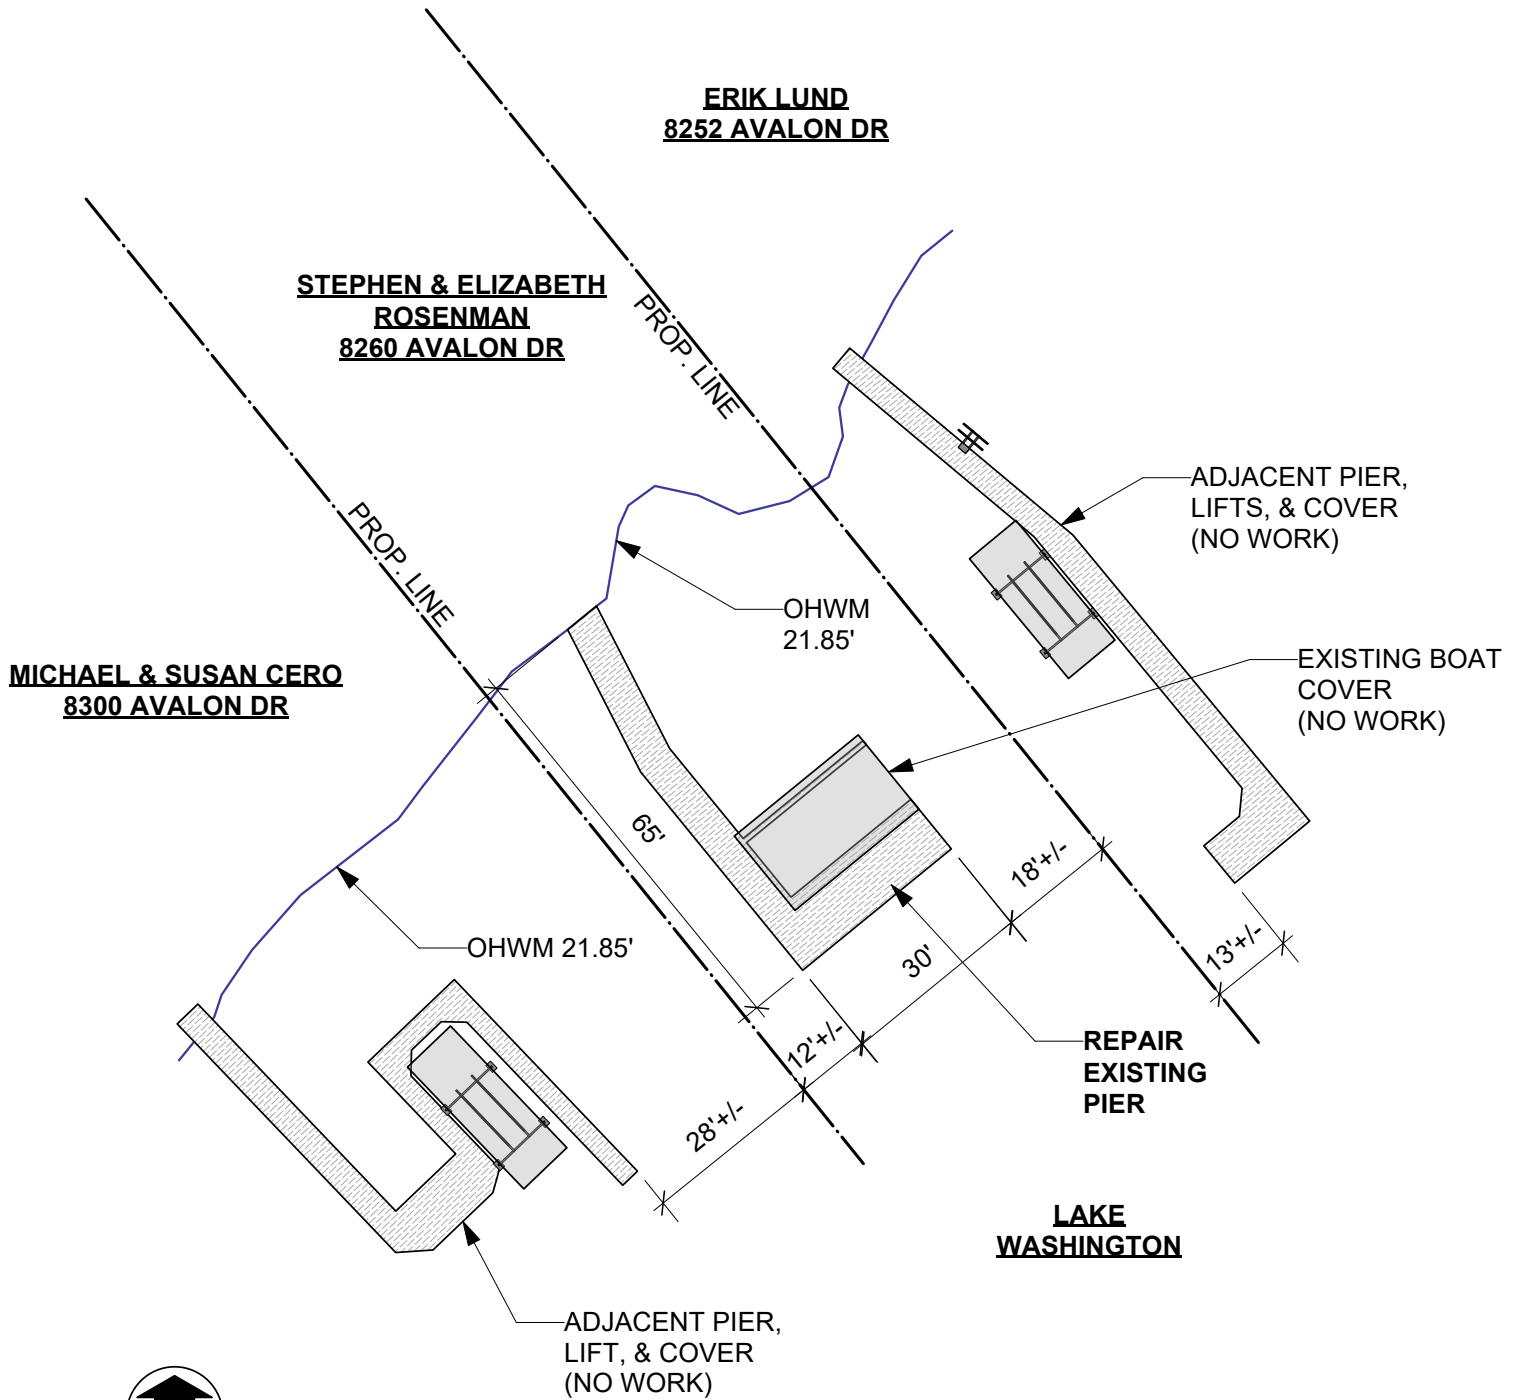 ERIK LUND
8252 AVALON DR
STEPHEN & ELIZABETH
ROSENMAN
8260 AVALON DR
PROP. LINE
ADJACENT PIER,
LIFTS, & COVER
(NO WORK)
PROP. LINE
OHWM
21.85'
EXISTING BOAT
COVER
(NO WORK)
MICHAEL & SUSAN CERO
8300 AVALON DR
65'
18'+/-
OHWM 21.85'
30'
13'+/-
12'+/-
REPAIR
EXISTING
PIER
28'+/-
LAKE
WASHINGTON
ADJACENT PIER,
LIFT, & COVER
(NO WORK)